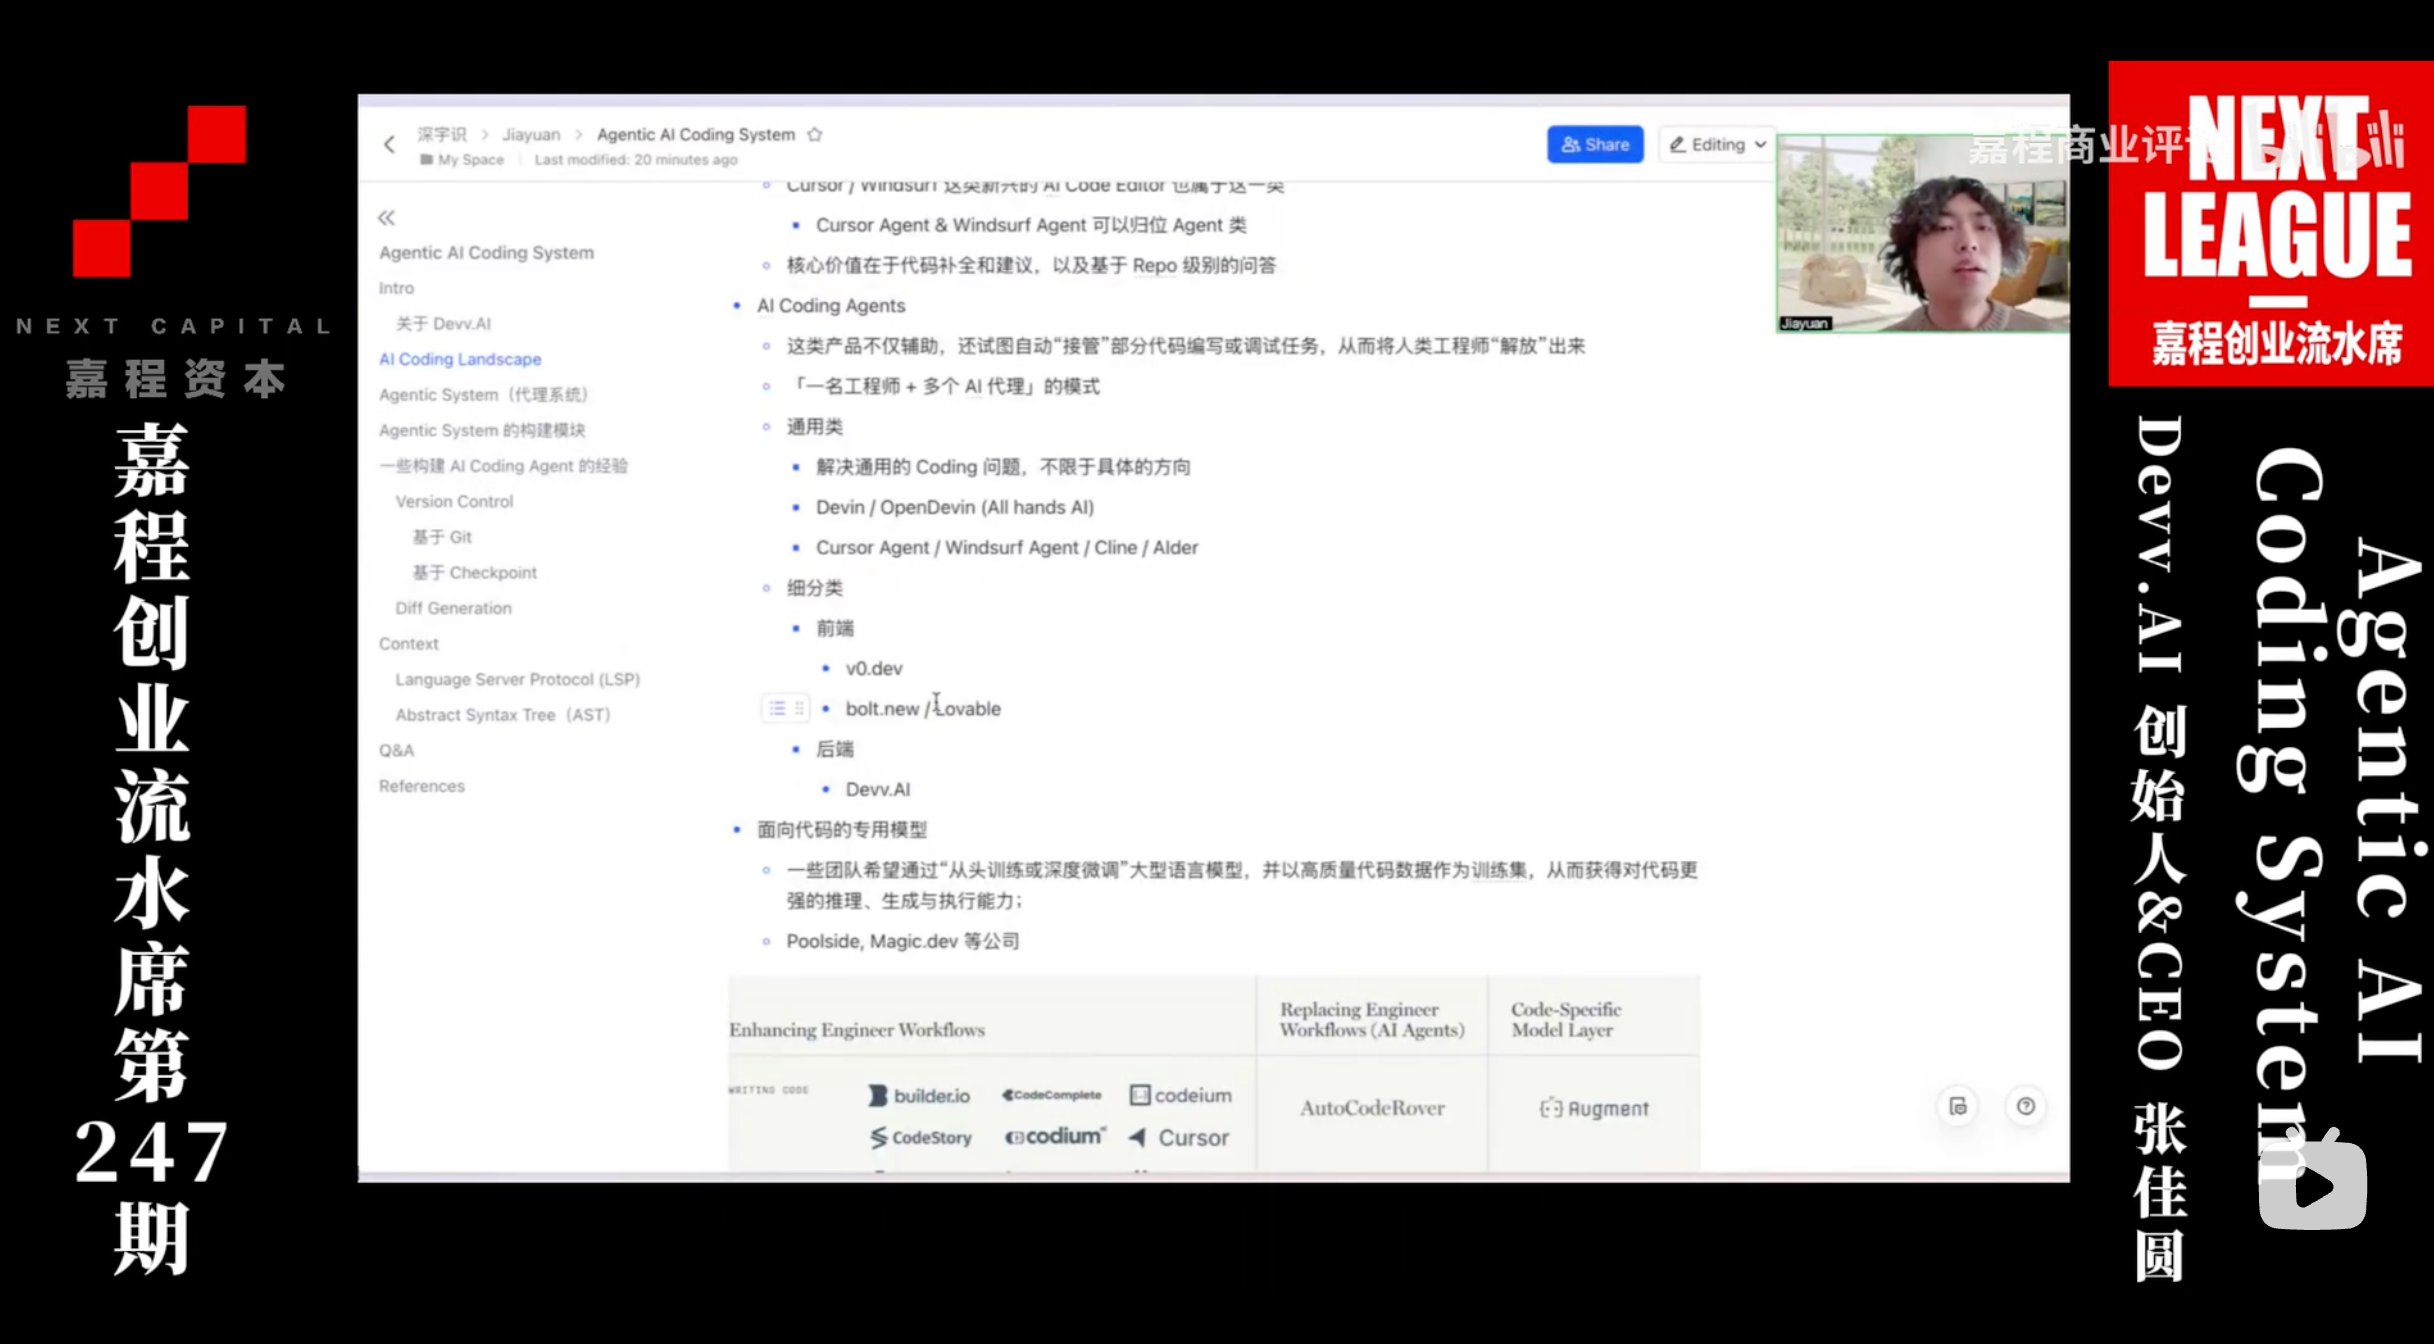 NEXT CAPITAL
嘉程资本
嘉程创业流水席第247期
深宇识 > Jiayuan > Agentic AI Coding System
My Space Last modified: 20 minutes ago
Share
Editing
Agentic AI Coding System
Intro
关于 Devv.AI
AI Coding Landscape
Agentic System（代理系统）
Agentic System 的构建模块
一些构建 AI Coding Agent 的经验
Version Control
基于 Git
基于 Checkpoint
Diff Generation
Context
Language Server Protocol (LSP)
Abstract Syntax Tree（AST）
Q&A
References
Cursor / Windsurf 这类新兴的 AI Code Editor 也属于这一类
Cursor Agent & Windsurf Agent 可以归位 Agent 类
核心价值在于代码补全和建议，以及基于 Repo 级别的问答
AI Coding Agents
这类产品不仅辅助，还试图自动“接管”部分代码编写或调试任务，从而将人类工程师“解放”出来
「一名工程师 + 多个 AI 代理」的模式
通用类
解决通用的 Coding 问题，不限于具体的方向
Devin / OpenDevin (All hands AI)
Cursor Agent / Windsurf Agent / Cline / AIder
细分类
前端
v0.dev
bolt.new / Lovable
后端
Devv.AI
面向代码的专用模型
一些团队希望通过“从头训练或深度微调”大型语言模型，并以高质量代码数据作为训练集，从而获得对代码更
强的推理、生成与执行能力；
Poolside, Magic.dev 等公司
Enhancing Engineer Workflows
Replacing Engineer
Workflows (AI Agents)
Code-Specific
Model Layer
WRITING CODE
builder.io
CodeComplete
codeium
CodeStory
codium
Cursor
AutoCodeRover
Augment
Jiayuan
嘉程商业评
bilibili
NEXT
LEAGUE
嘉程创业流水席
Agentic AI
Coding System
Devv.AI 创始人&CEO 张佳圆